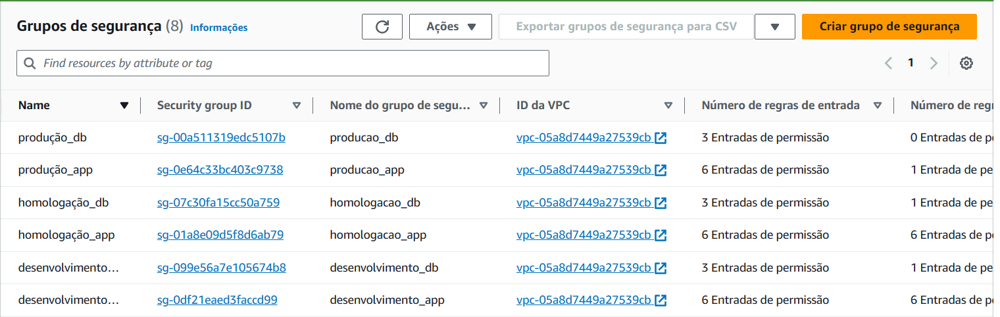 Grupos de segurança (8) Informações Ações Exportar grupos de segurança para CSV Criar grupo de segurança
Find resources by attribute or tag 1
Name Security group ID Nome do grupo de segu... ID da VPC Número de regras de entrada Número de regr
produção_db sg-00a511319edc5107b producao_db vpc-05a8d7449a27539cb 3 Entradas de permissão 0 Entradas de pe
produção_app sg-0e64c33bc403c9738 producao_app vpc-05a8d7449a27539cb 6 Entradas de permissão 1 Entrada de pe
homologação_db sg-07c30fa15cc50a759 homologacao_db vpc-05a8d7449a27539cb 3 Entradas de permissão 1 Entrada de pe
homologação_app sg-01a8e09d5f8d6ab79 homologacao_app vpc-05a8d7449a27539cb 6 Entradas de permissão 6 Entradas de p
desenvolvimento... sg-099e56a7e105674b8 desenvolvimento_db vpc-05a8d7449a27539cb 3 Entradas de permissão 1 Entrada de pe
desenvolvimento... sg-0df21eaed3faccd99 desenvolvimento_app vpc-05a8d7449a27539cb 6 Entradas de permissão 6 Entradas de p